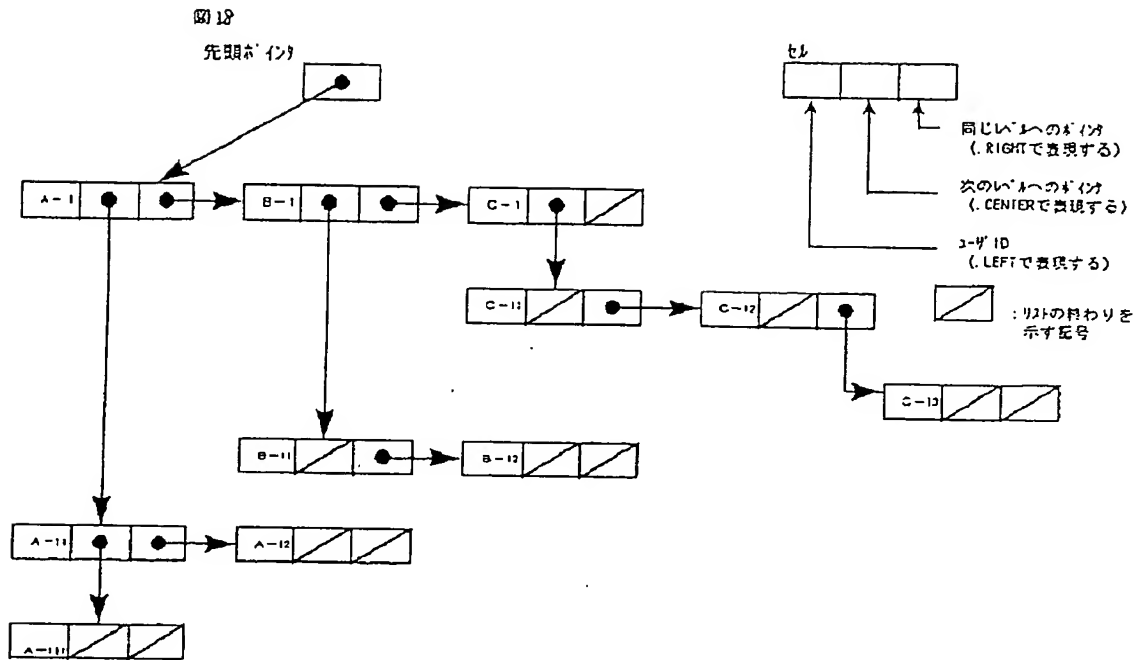 図18
先頭ポインタ
セル
同じレベルへのポインタ
(.RIGHTで表現する)
次のレベルへのポインタ
(.CENTERで表現する)
ユーザID
(.LEFTで表現する)
:リストの終わりを
示す記号
A-1
B-1
C-1
C-11
C-12
C-13
B-11
B-12
A-11
A-12
A-111